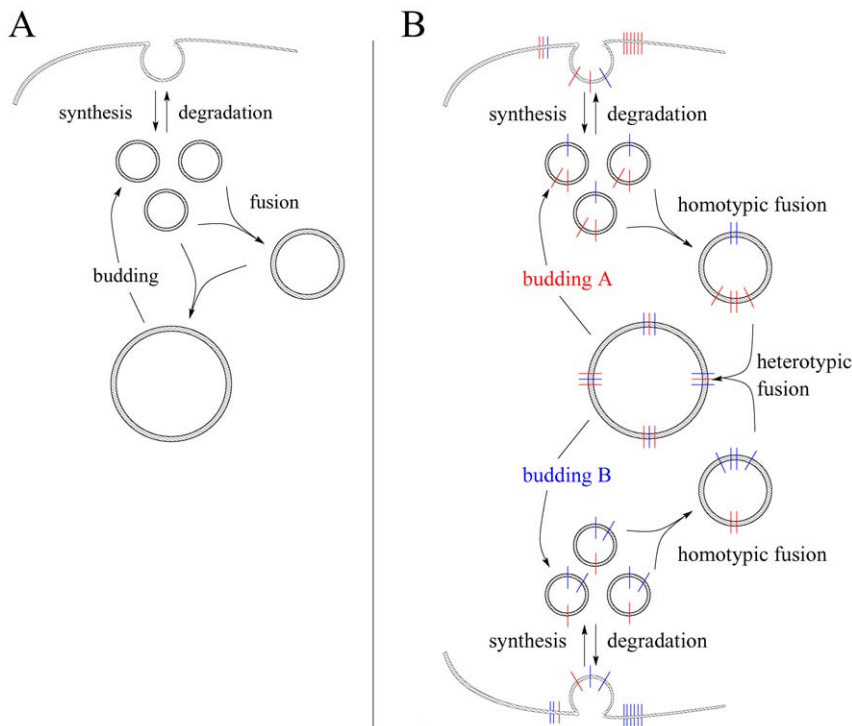 A
synthesis
degradation
fusion
budding
B
synthesis
degradation
homotypic fusion
budding A
heterotypic
fusion
budding B
homotypic fusion
synthesis
degradation